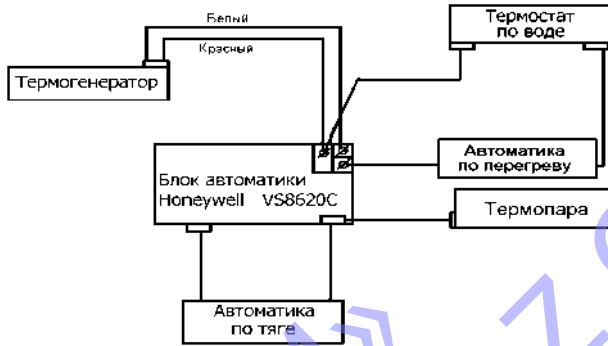 Белый
Красный
Термогенератор
Термостат
по воде
Автоматика
по перегреву
Блок автоматики
Honeywell VS8620C
Термопара
Автоматика
по тяге